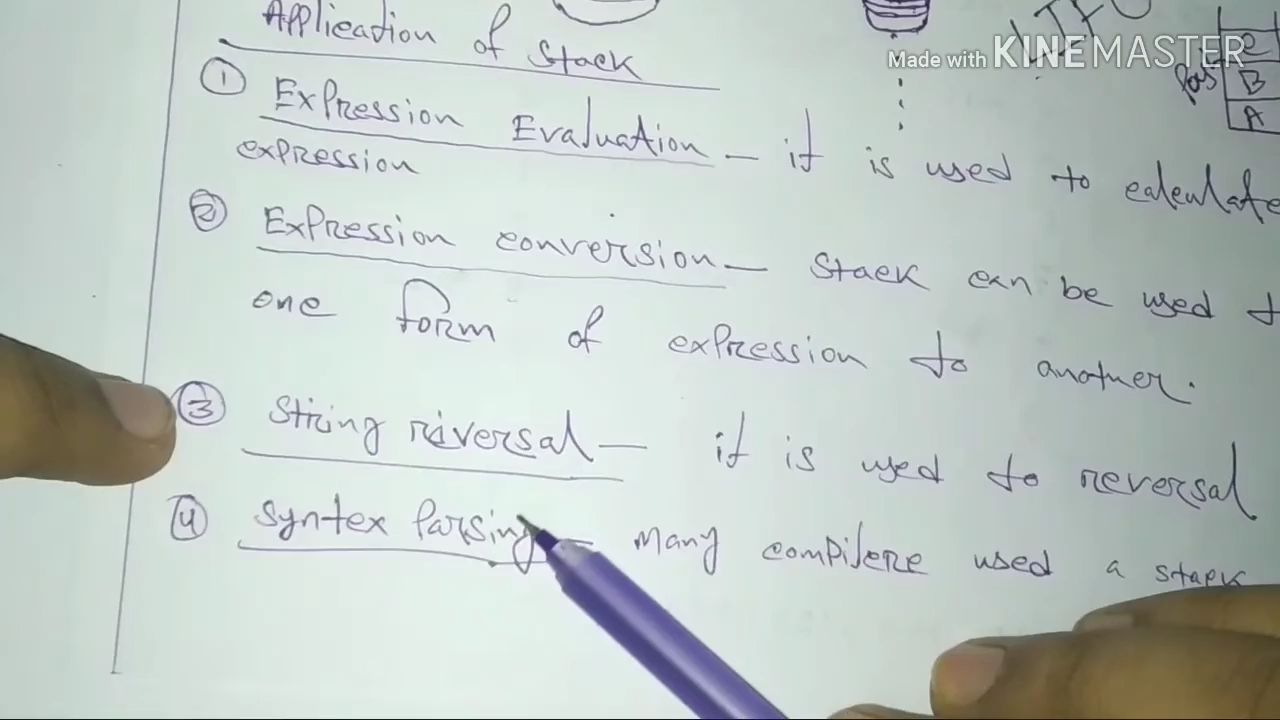 Application of Stack
Made with KINEMASTER
LIFO
C
B
A
① Expression Evaluation – it is used to calculate
expression
② Expression conversion – Stack can be used t
one form of expression to another.
③ String riversal – it is used to reversal
④ Syntex Parsing – Many compilere used a stack